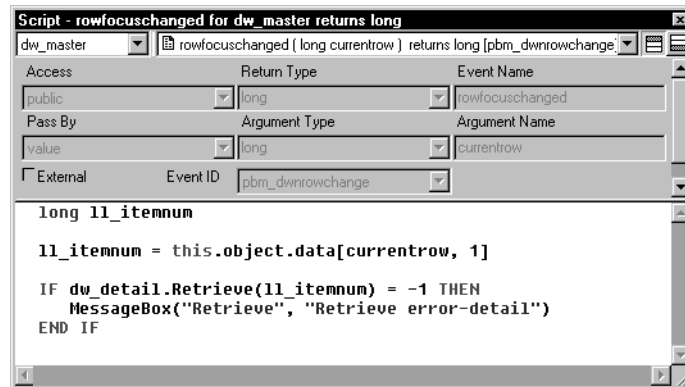 Script - rowfocuschanged for dw_master returns long
dw_master
rowfocuschanged ( long currentrow ) returns long [pbm_dwnrowchange]
Access Return Type Event Name
public long rowfocuschanged
Pass By Argument Type Argument Name
value long currentrow
External Event ID pbm_dwnrowchange
long ll_itemnum
ll_itemnum = this.object.data[currentrow, 1]
IF dw_detail.Retrieve(ll_itemnum) = -1 THEN
MessageBox("Retrieve", "Retrieve error-detail")
END IF